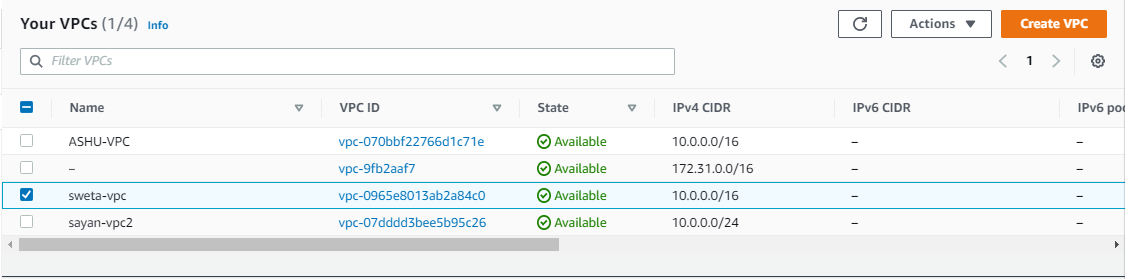 Your VPCs (1/4) Info Actions Create VPC
Filter VPCs 1
Name VPC ID State IPv4 CIDR IPv6 CIDR IPv6 poo
ASHU-VPC vpc-070bbf22766d1c71e Available 10.0.0.0/16 – –
– vpc-9fb2aaf7 Available 172.31.0.0/16 – –
sweta-vpc vpc-0965e8013ab2a84c0 Available 10.0.0.0/16 – –
sayan-vpc2 vpc-07dddd3bee5b95c26 Available 10.0.0.0/24 – –